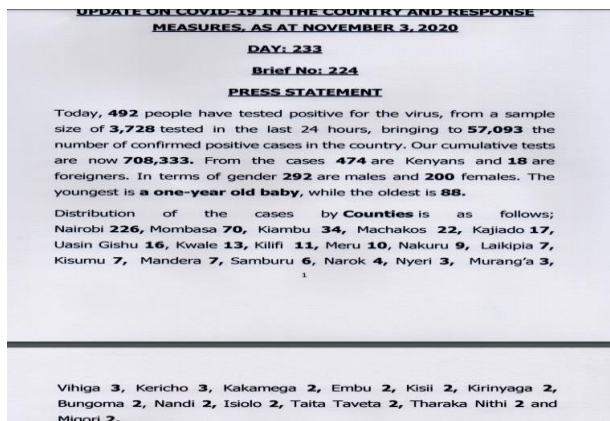 UPDATE ON COVID-19 IN THE COUNTRY AND RESPONSE
MEASURES, AS AT NOVEMBER 3, 2020
DAY: 233
Brief No: 224
PRESS STATEMENT
Today, 492 people have tested positive for the virus, from a sample
size of 3,728 tested in the last 24 hours, bringing to 57,093 the
number of confirmed positive cases in the country. Our cumulative tests
are now 708,333. From the cases 474 are Kenyans and 18 are
foreigners. In terms of gender 292 are males and 200 females. The
youngest is a one-year old baby, while the oldest is 88.
Distribution of the cases by Counties is as follows;
Nairobi 226, Mombasa 70, Kiambu 34, Machakos 22, Kajiado 17,
Uasin Gishu 16, Kwale 13, Kilifi 11, Meru 10, Nakuru 9, Laikipia 7,
Kisumu 7, Mandera 7, Samburu 6, Narok 4, Nyeri 3, Murang'a 3,
1
Vihiga 3, Kericho 3, Kakamega 2, Embu 2, Kisii 2, Kirinyaga 2,
Bungoma 2, Nandi 2, Isiolo 2, Taita Taveta 2, Tharaka Nithi 2 and
Migori 2.